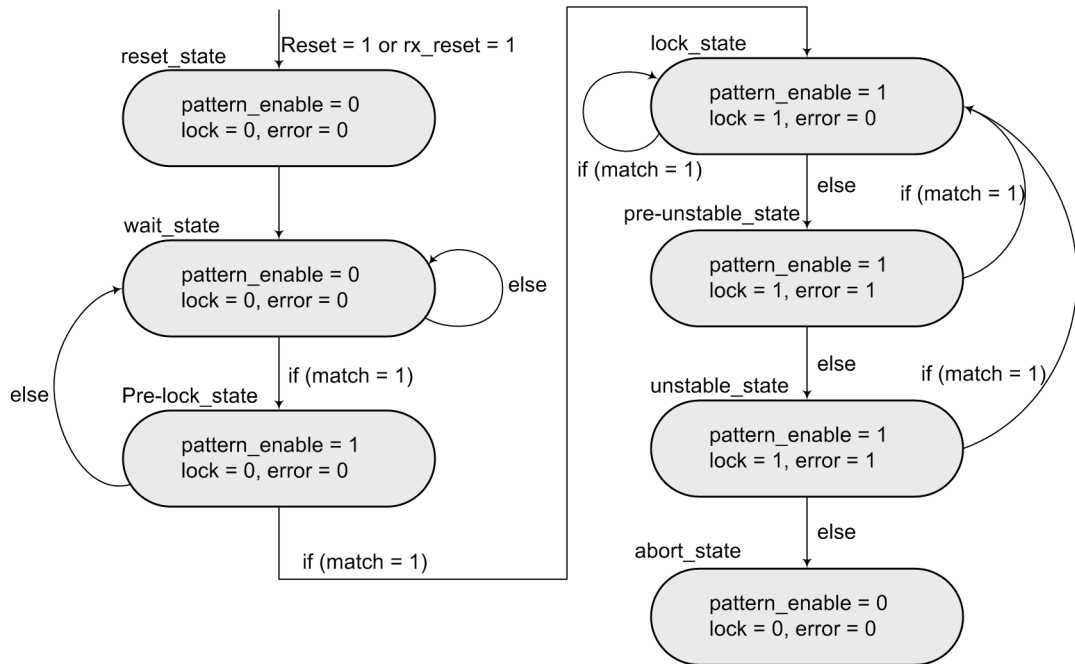 Reset = 1 or rx_reset = 1
reset_state
pattern_enable = 0
lock = 0, error = 0
wait_state
pattern_enable = 0
lock = 0, error = 0
else
if (match = 1)
else
Pre-lock_state
pattern_enable = 1
lock = 0, error = 0
if (match = 1)
lock_state
pattern_enable = 1
lock = 1, error = 0
if (match = 1)
else
if (match = 1)
pre-unstable_state
pattern_enable = 1
lock = 1, error = 1
else
if (match = 1)
unstable_state
pattern_enable = 1
lock = 1, error = 1
else
abort_state
pattern_enable = 0
lock = 0, error = 0